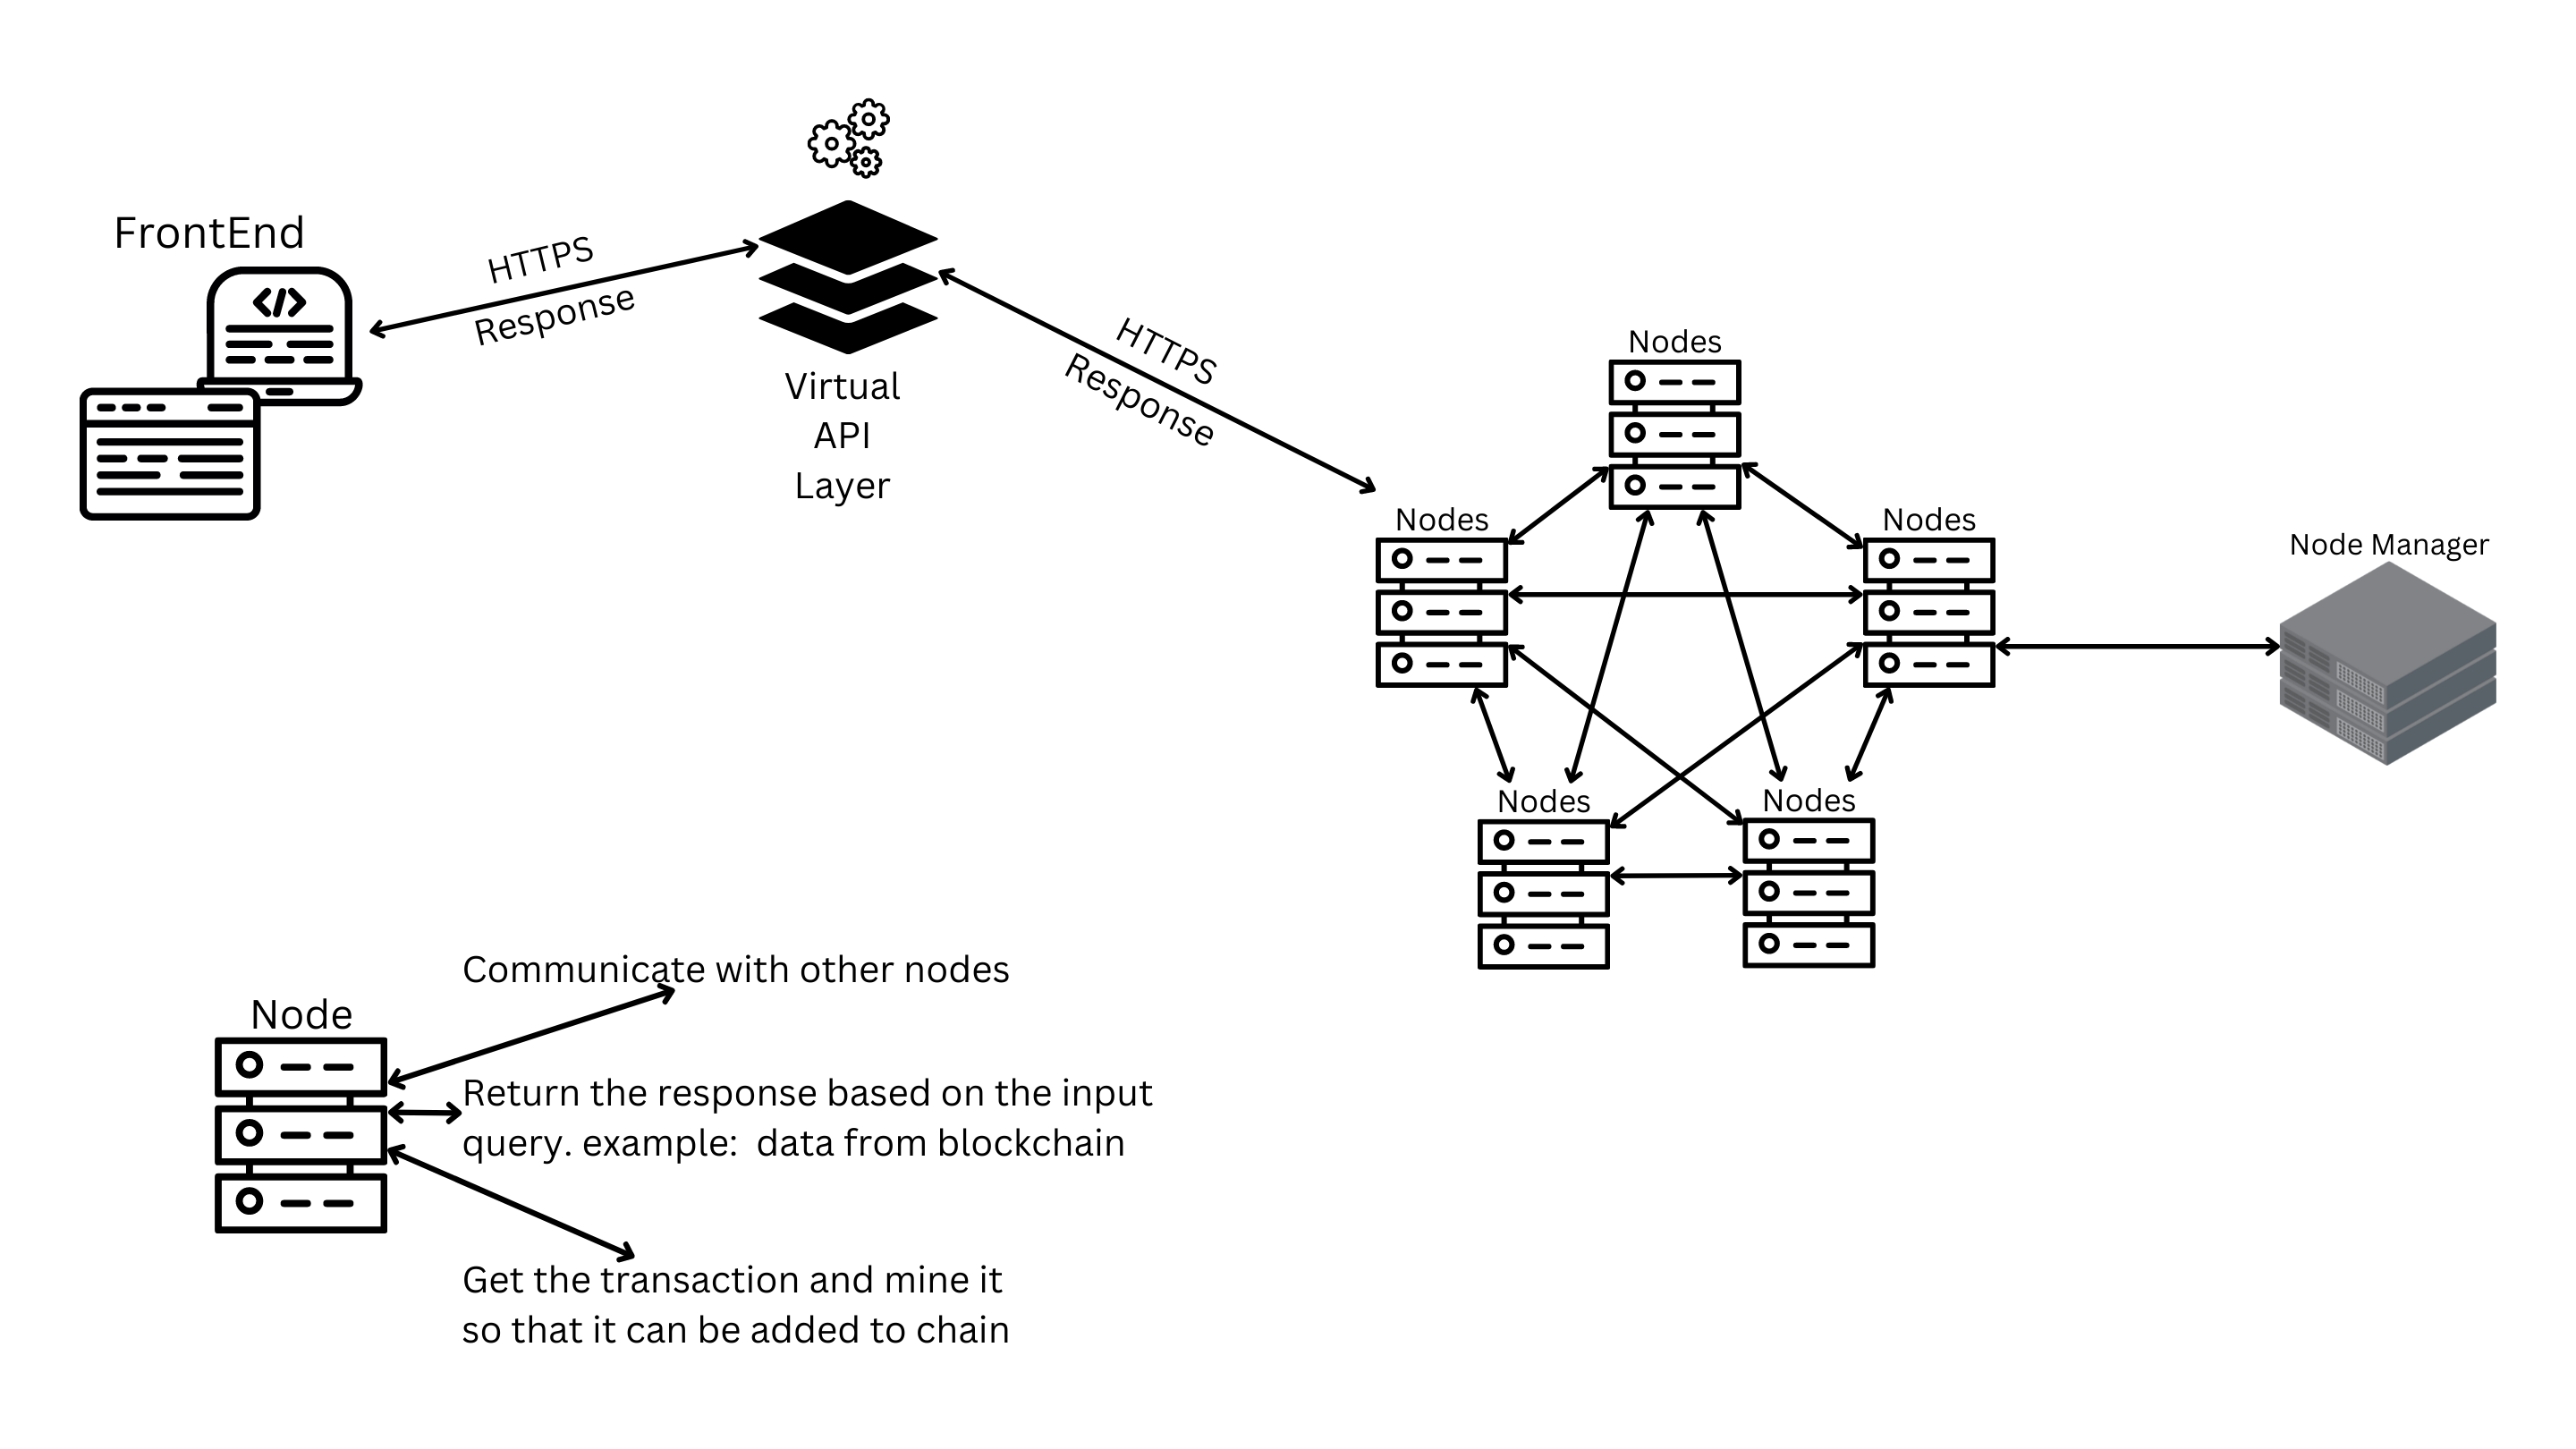 FrontEnd
HTTPS
Response
Virtual
API
Layer
HTTPS
Response
Nodes
Nodes
Nodes
Node Manager
Nodes
Nodes
Node
Communicate with other nodes
Return the response based on the input
query. example:  data from blockchain
Get the transaction and mine it
so that it can be added to chain